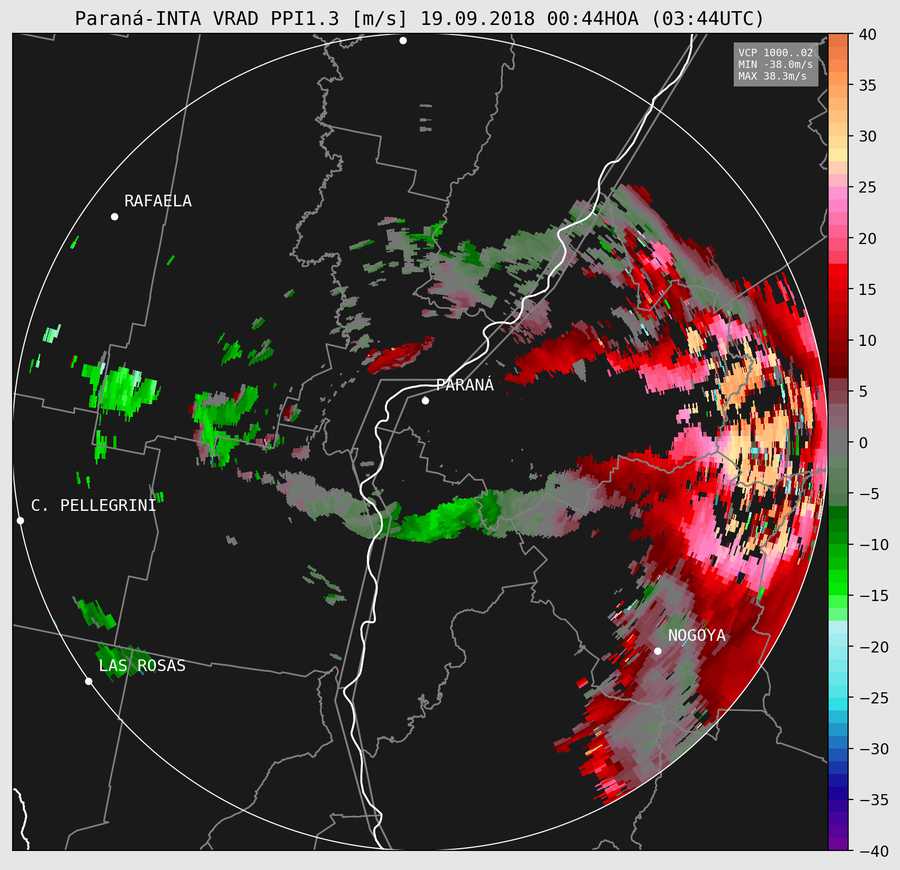 Paraná-INTA VRAD PPI1.3 [m/s] 19.09.2018 00:44HOA (03:44UTC)
VCP 1000..02
MIN -38.0m/s
MAX 38.3m/s
RAFAELA
PARANÁ
C. PELLEGRINI
NOGOYA
LAS ROSAS
40
35
30
25
20
15
10
5
0
−5
−10
−15
−20
−25
−30
−35
−40